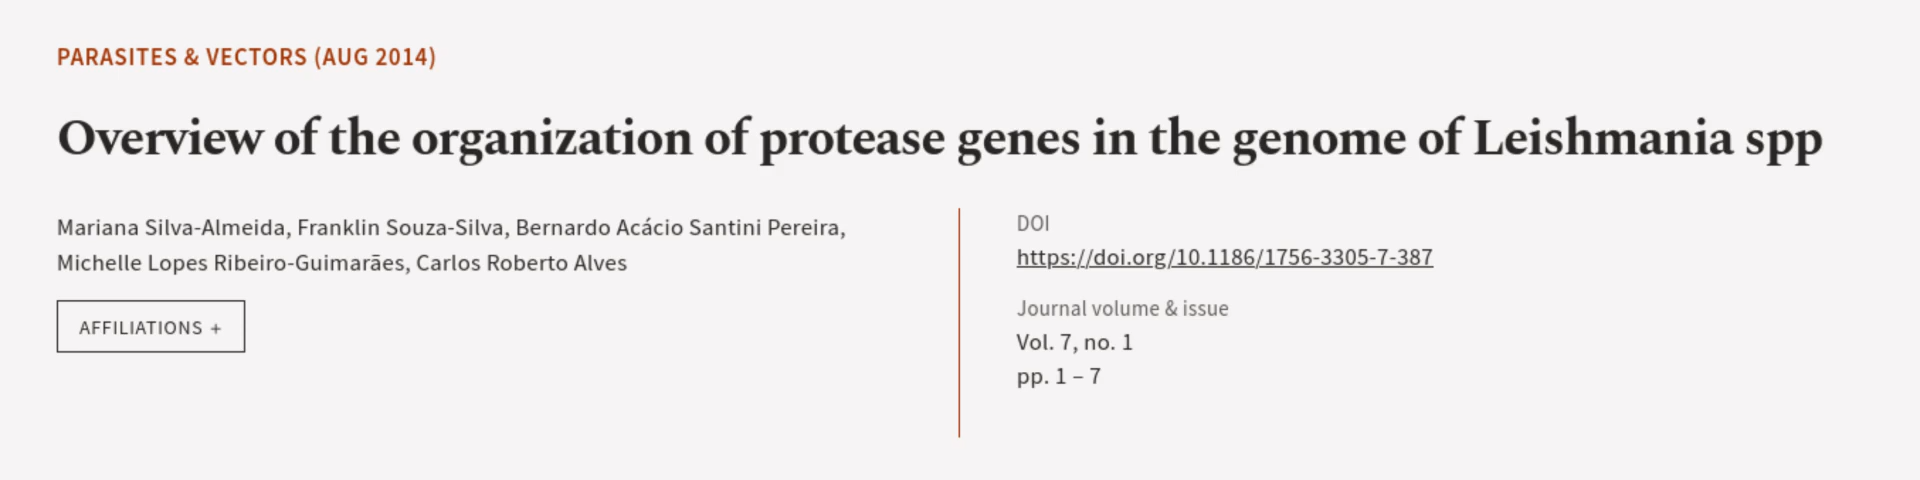 PARASITES & VECTORS (AUG 2014)
Overview of the organization of protease genes in the genome of Leishmania spp
Mariana Silva-Almeida, Franklin Souza-Silva, Bernardo Acácio Santini Pereira,
Michelle Lopes Ribeiro-Guimarães, Carlos Roberto Alves
AFFILIATIONS +
DOI
https://doi.org/10.1186/1756-3305-7-387
Journal volume & issue
Vol. 7, no. 1
pp. 1 – 7